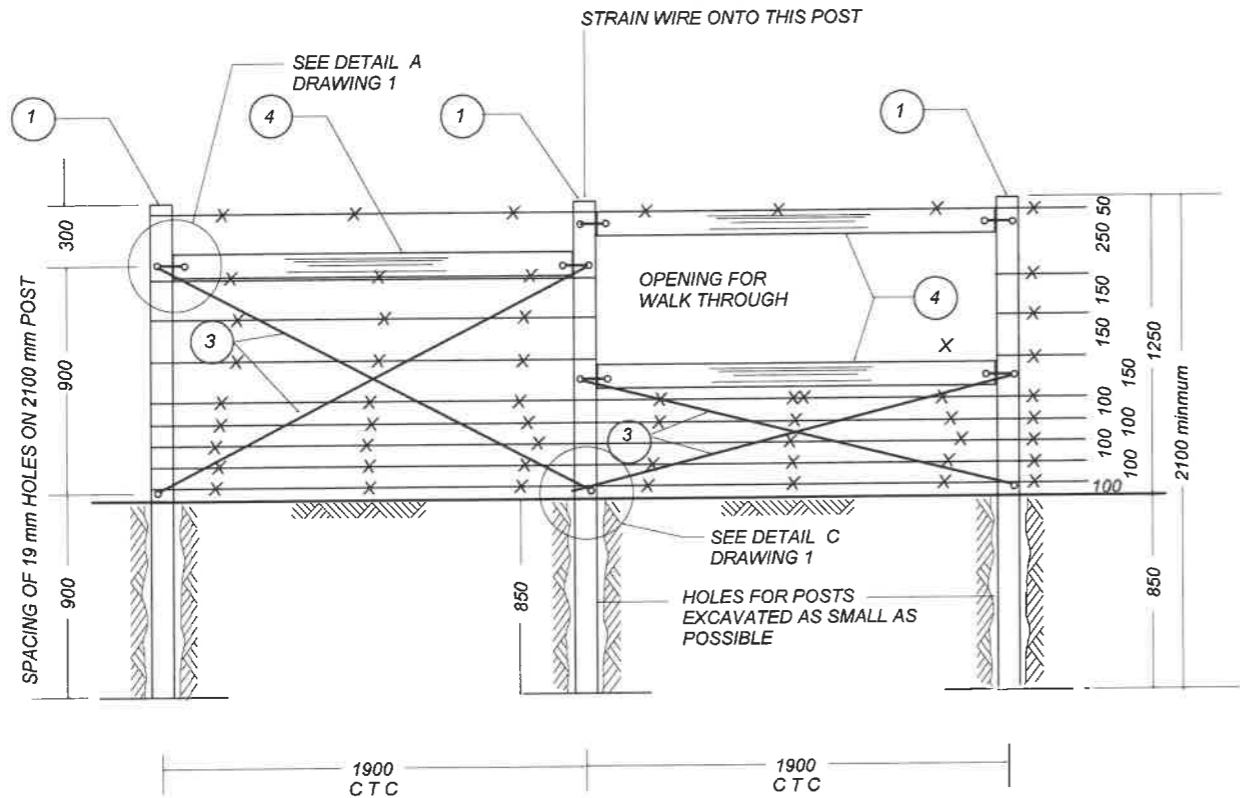 STRAIN WIRE ONTO THIS POST
SEE DETAIL A
DRAWING 1
1
4
1
1
300
50
250
OPENING FOR
WALK THROUGH
4
150
150
3
X
1250
2100 minmum
SPACING OF 19 mm HOLES ON 2100 mm POST
900
150
100
100
3
100
100
100
SEE DETAIL C
DRAWING 1
900
850
HOLES FOR POSTS
EXCAVATED AS SMALL AS
POSSIBLE
850
1900
C T C
1900
C T C